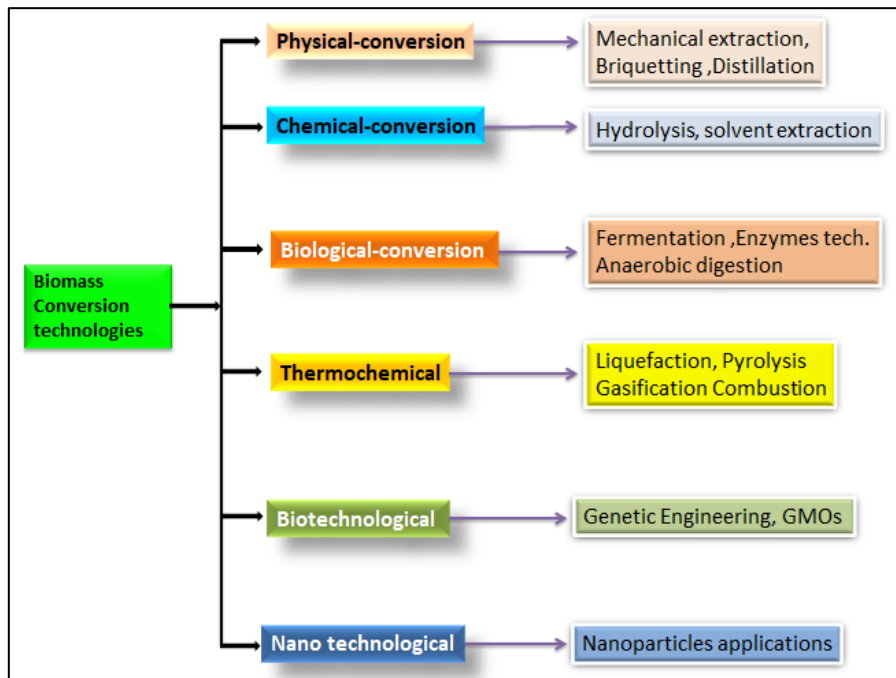 Physical-conversion
Mechanical extraction,
Briquetting ,Distillation
Chemical-conversion
Hydrolysis, solvent extraction
Biological-conversion
Fermentation ,Enzymes tech.
Anaerobic digestion
Biomass
Conversion
technologies
Thermochemical
Liquefaction, Pyrolysis
Gasification Combustion
Biotechnological
Genetic Engineering, GMOs
Nano technological
Nanoparticles applications